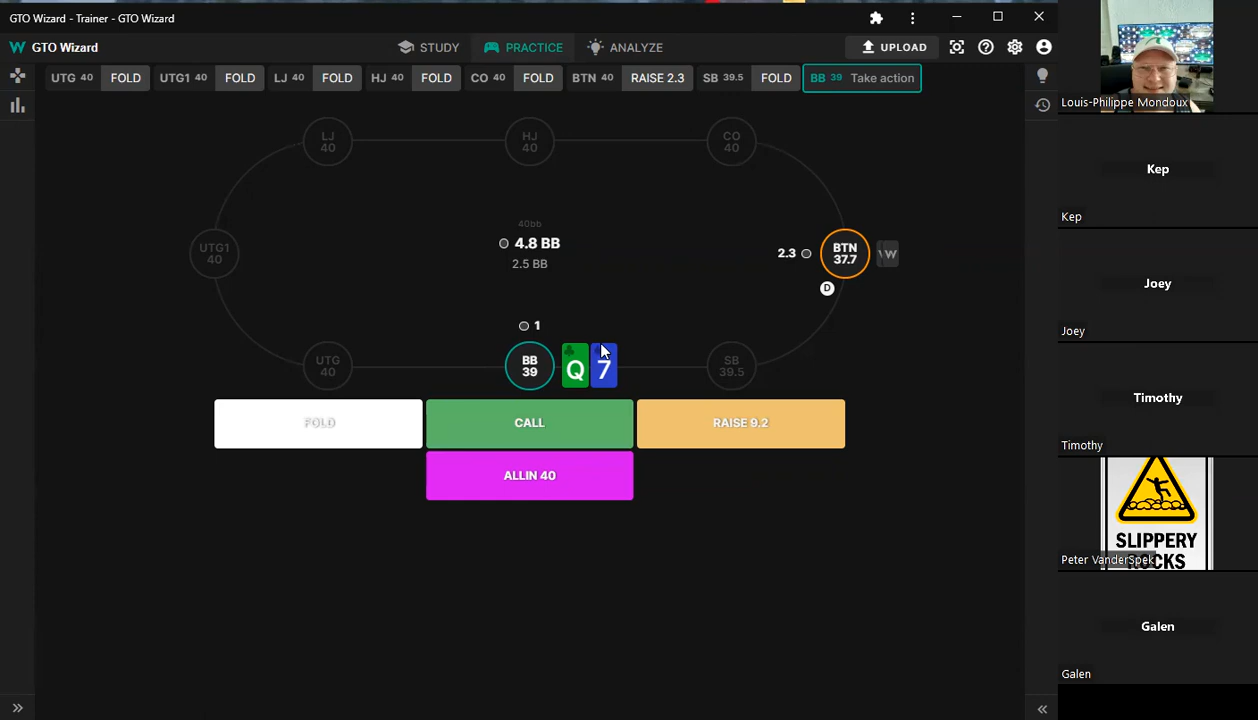 GTO Wizard - Trainer - GTO Wizard
W GTO Wizard
STUDY
PRACTICE
ANALYZE
UPLOAD
UTG 40 FOLD
UTG1 40 FOLD
LJ 40 FOLD
HJ 40 FOLD
CO 40 FOLD
BTN 40 RAISE 2.3
SB 39.5 FOLD
BB 39 Take action
LJ
40
HJ
40
CO
40
UTG1
40
40bb
4.8 BB
2.5 BB
2.3
BTN
37.7
W
D
1
UTG
40
BB
39
Q
7
SB
39.5
FOLD
CALL
RAISE 9.2
ALLIN 40
Louis-Philippe Mondoux
Kep
Kep
Joey
Joey
Timothy
Timothy
SLIPPERY
ROCKS
Peter VanderSpek
Galen
Galen